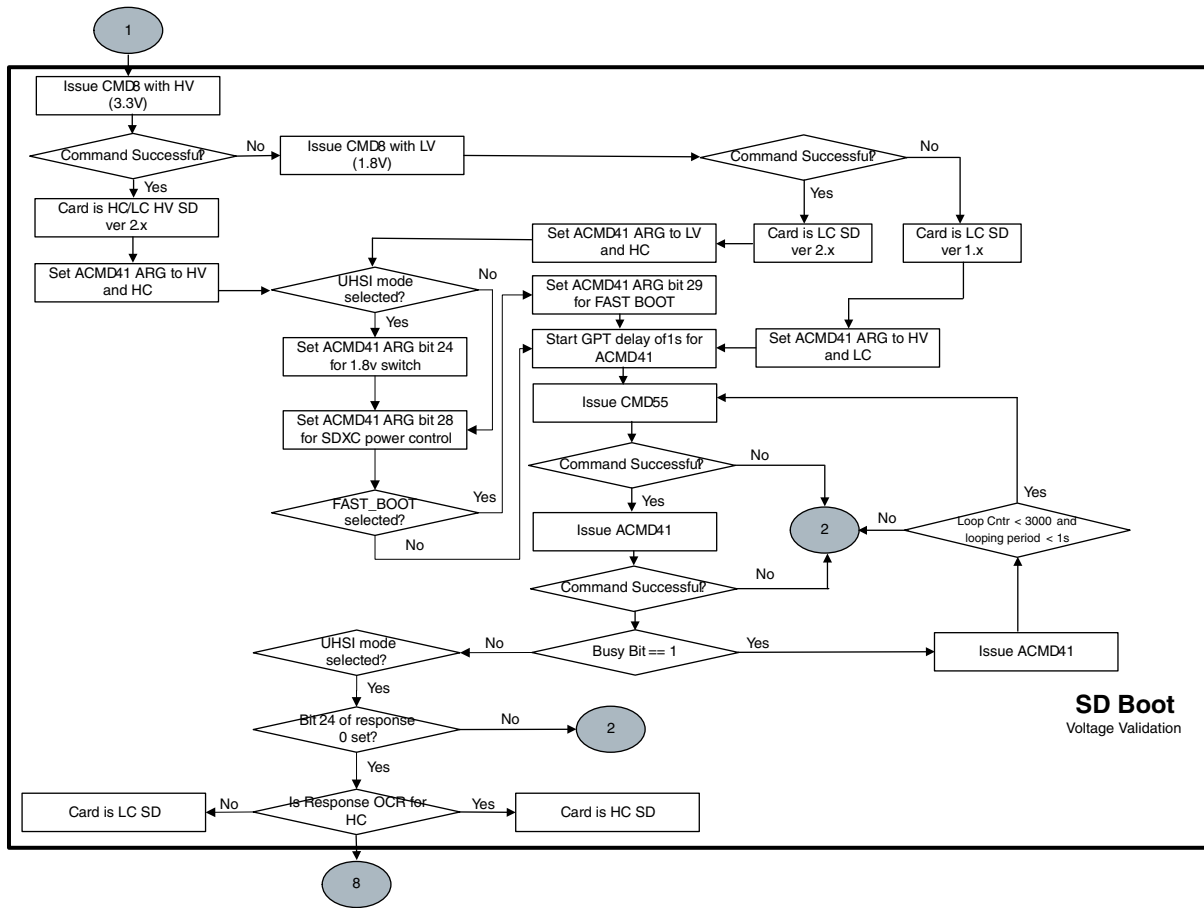 1
Issue CMD8 with HV
(3.3V)
Command Successful?
No
Issue CMD8 with LV
(1.8V)
Command Successful?
No
Yes
Yes
Card is HC/LC HV SD
ver 2.x
Set ACMD41 ARG to LV
and HC
Card is LC SD
ver 2.x
Card is LC SD
ver 1.x
Set ACMD41 ARG to HV
and HC
UHSI mode
selected?
No
Set ACMD41 ARG bit 29
for FAST BOOT
Yes
Set ACMD41 ARG bit 24
for 1.8v switch
Start GPT delay of1s for
ACMD41
Set ACMD41 ARG to HV
and LC
Issue CMD55
Set ACMD41 ARG bit 28
for SDXC power control
Command Successful?
No
Yes
Yes
FAST_BOOT
selected?
Yes
No
Issue ACMD41
2
No
Loop Cntr < 3000 and
looping period < 1s
Command Successful?
No
UHSI mode
selected?
No
Busy Bit == 1
Yes
Issue ACMD41
Yes
Bit 24 of response
0 set?
No
2
SD Boot
Voltage Validation
Yes
Card is LC SD
No
Is Response OCR for
HC
Yes
Card is HC SD
8